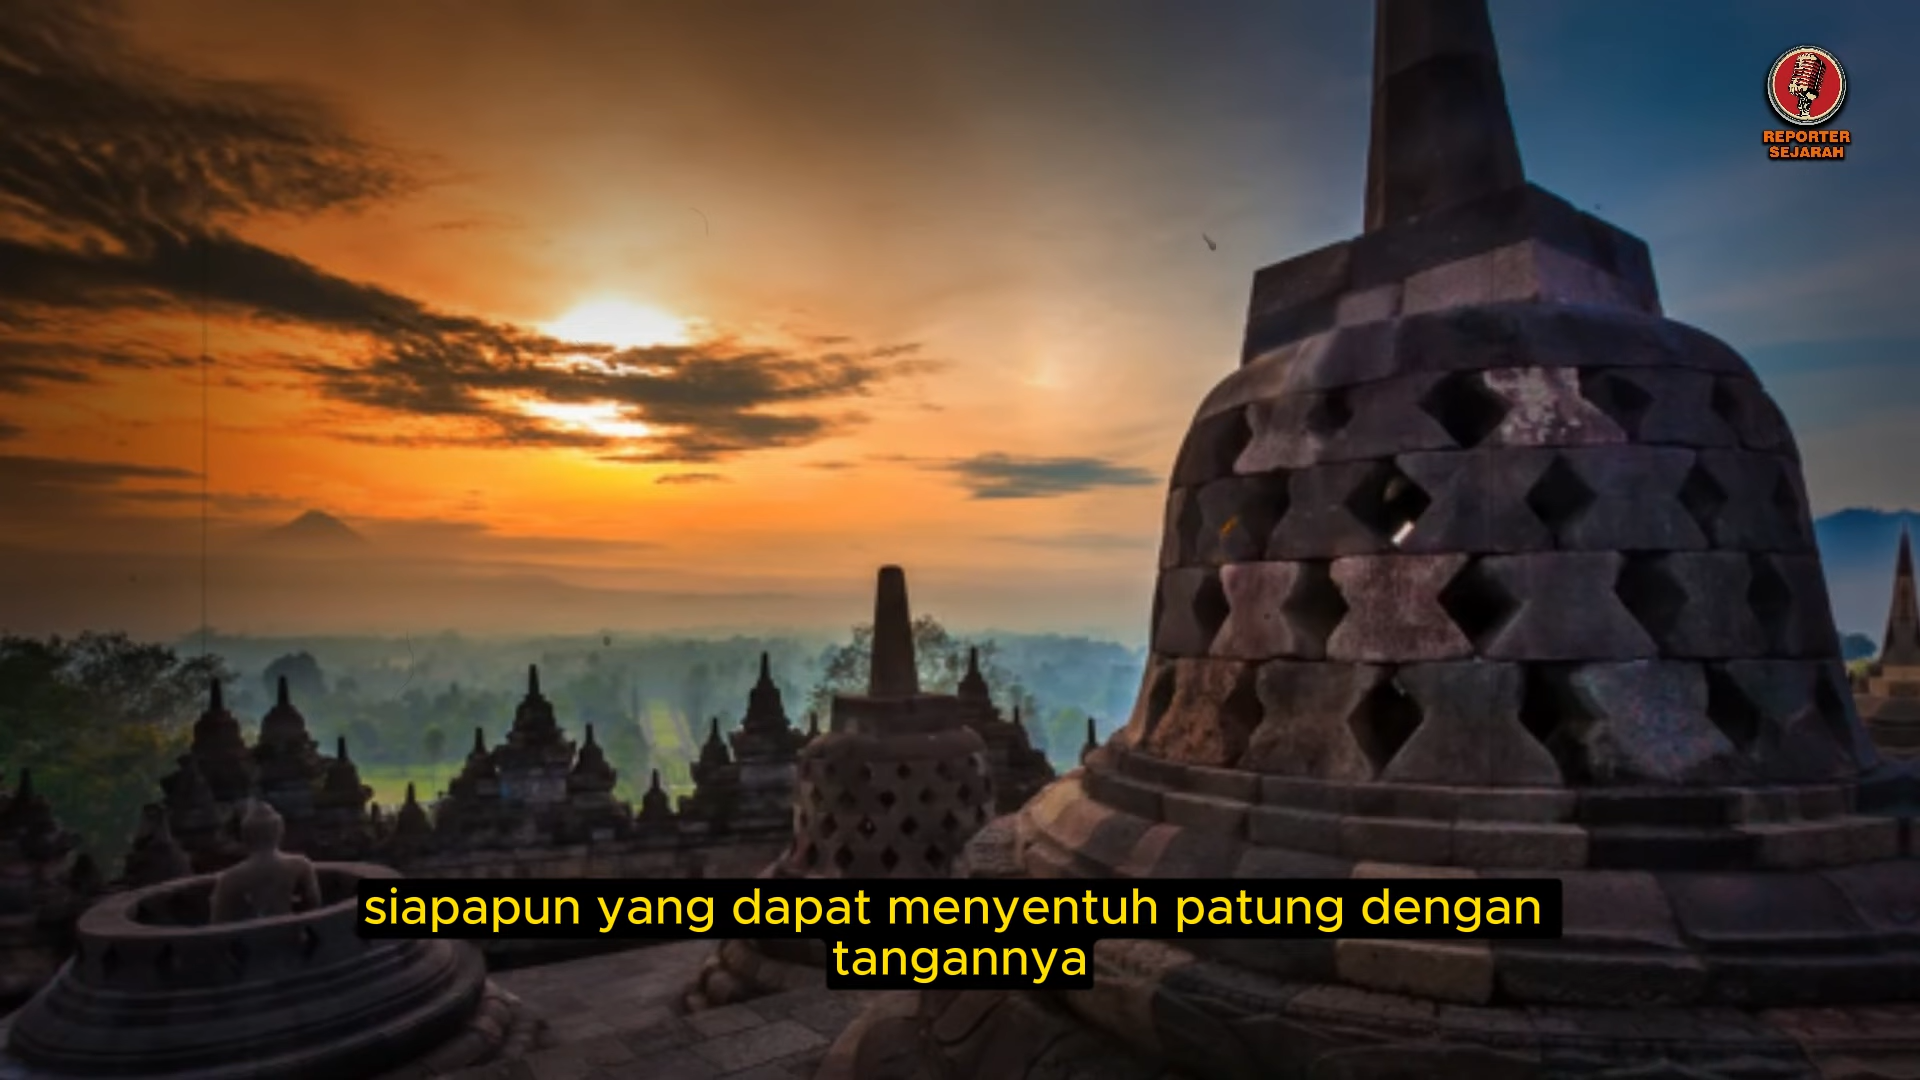 REPORTER
SEJARAH
siapapun yang dapat menyentuh patung dengan
tangannya